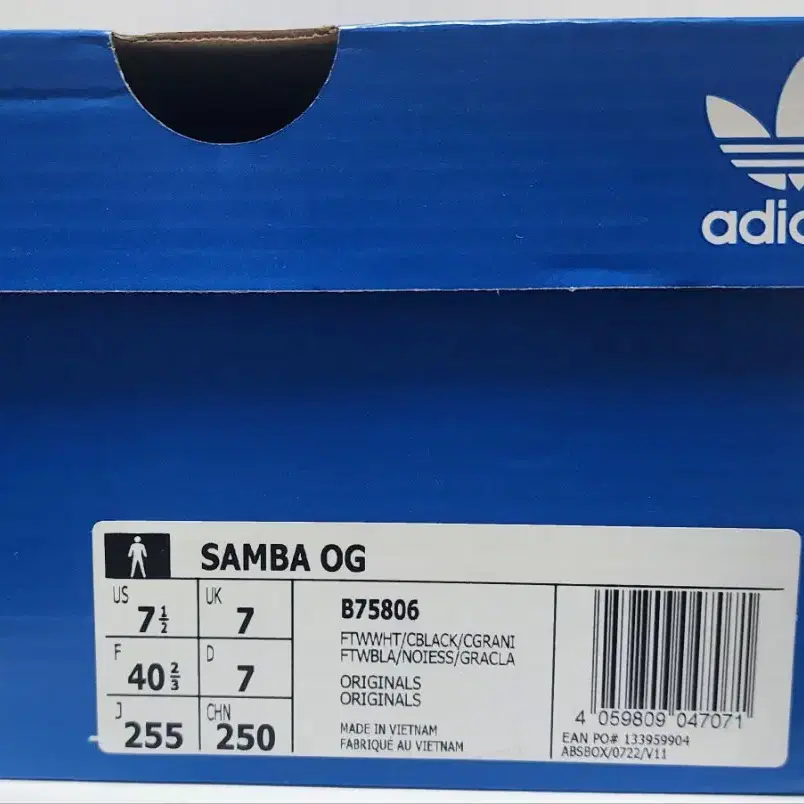 adid
SAMBA OG
US 7½
UK 7
F 40⅔
D 7
J 255
CHN 250
B75806
FTWWHT/CBLACK/CGRANI
FTWBLA/NOIESS/GRACLA
ORIGINALS
ORIGINALS
MADE IN VIETNAM
FABRIQUÉ AU VIETNAM
4 059809 047071
EAN PO# 133959904
ABSBOX/0722/V11